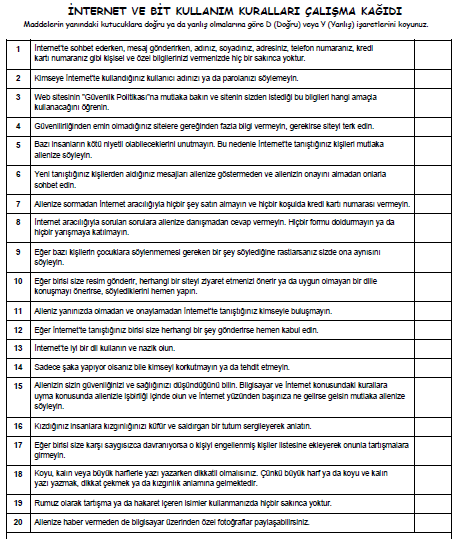 İNTERNET VE BİT KULLANIM KURALLARI ÇALIŞMA KAĞIDI
Maddelerin yanındaki kutucuklara doğru ya da yanlış olmalarına göre D (Doğru) veya Y (Yanlış) işaretlerini koyunuz.
1 İnternet'te sohbet ederken, mesaj gönderirken, adınız, soyadınız, adresiniz, telefon numaranız, kredi
kartı numaranız gibi kişisel ve özel bilgilerinizi vermenizde hiç bir sakınca yoktur.
2 Kimseye İnternet'te kullandığınız kullanıcı adınızı ya da parolanızı söylemeyin.
3 Web sitesinin "Güvenlik Politikası"na mutlaka bakın ve sitenin sizden istediği bu bilgileri hangi amaçla
kullanacağını öğrenin.
4 Güvenilirliğinden emin olmadığınız sitelere gereğinden fazla bilgi vermeyin, gerekirse siteyi terk edin.
5 Bazı insanların kötü niyetli olabileceklerini unutmayın. Bu nedenle İnternet'te tanıştığınız kişileri mutlaka
ailenize söyleyin.
6 Yeni tanıştığınız kişilerden aldığınız mesajları ailenize göstermeden ve ailenizin onayını almadan onlarla
sohbet edin.
7 Ailenize sormadan İnternet aracılığıyla hiçbir şey satın almayın ve hiçbir koşulda kredi kartı numarası vermeyin.
8 İnternet aracılığıyla sorulan sorulara ailenize danışmadan cevap vermeyin. Hiçbir formu doldurmayın ya da
hiçbir yarışmaya katılmayın.
9 Eğer bazı kişilerin çocuklara söylenmemesi gereken bir şey söylediğine rastlarsanız sizde ona aynısını
söyleyin.
10 Eğer birisi size resim gönderir, herhangi bir siteyi ziyaret etmenizi önerir ya da uygun olmayan bir dille
konuşmayı önerirse, söylediklerini hemen yapın.
11 Aileniz yanınızda olmadan ve onaylamadan İnternet'te tanıştığınız kimseyle buluşmayın.
12 Eğer İnternet'te tanıştığınız birisi size herhangi bir şey gönderirse hemen kabul edin.
13 İnternet'te iyi bir dil kullanın ve nazik olun.
14 Sadece şaka yapıyor olsanız bile kimseyi korkutmayın ya da tehdit etmeyin.
15 Ailenizin sizin güvenliğinizi ve sağlığınızı düşündüğünü bilin. Bilgisayar ve İnternet konusundaki kurallara
uyma konusunda ailenizle işbirliği içinde olun ve İnternet yüzünden başınıza ne gelirse gelsin mutlaka ailenize
söyleyin.
16 Kızdığınız insanlara kızgınlığınızı küfür ve saldırgan bir tutum sergileyerek anlatın.
17 Eğer birisi size karşı saygısızca davranıyorsa o kişiyi engellenmiş kişiler listesine ekleyerek onunla tartışmalara
girmeyin.
18 Koyu, kalın veya büyük harflerle yazı yazarken dikkatli olmalısınız. Çünkü büyük harf ya da koyu ve kalın
yazı yazmak, dikkat çekmek ya da kızgınlık anlamına gelmektedir.
19 Rumuz olarak tartışma ya da hakaret içeren isimler kullanmanızda hiçbir sakınca yoktur.
20 Ailenize haber vermeden de bilgisayar üzerinden özel fotoğraflar paylaşabilirsiniz.